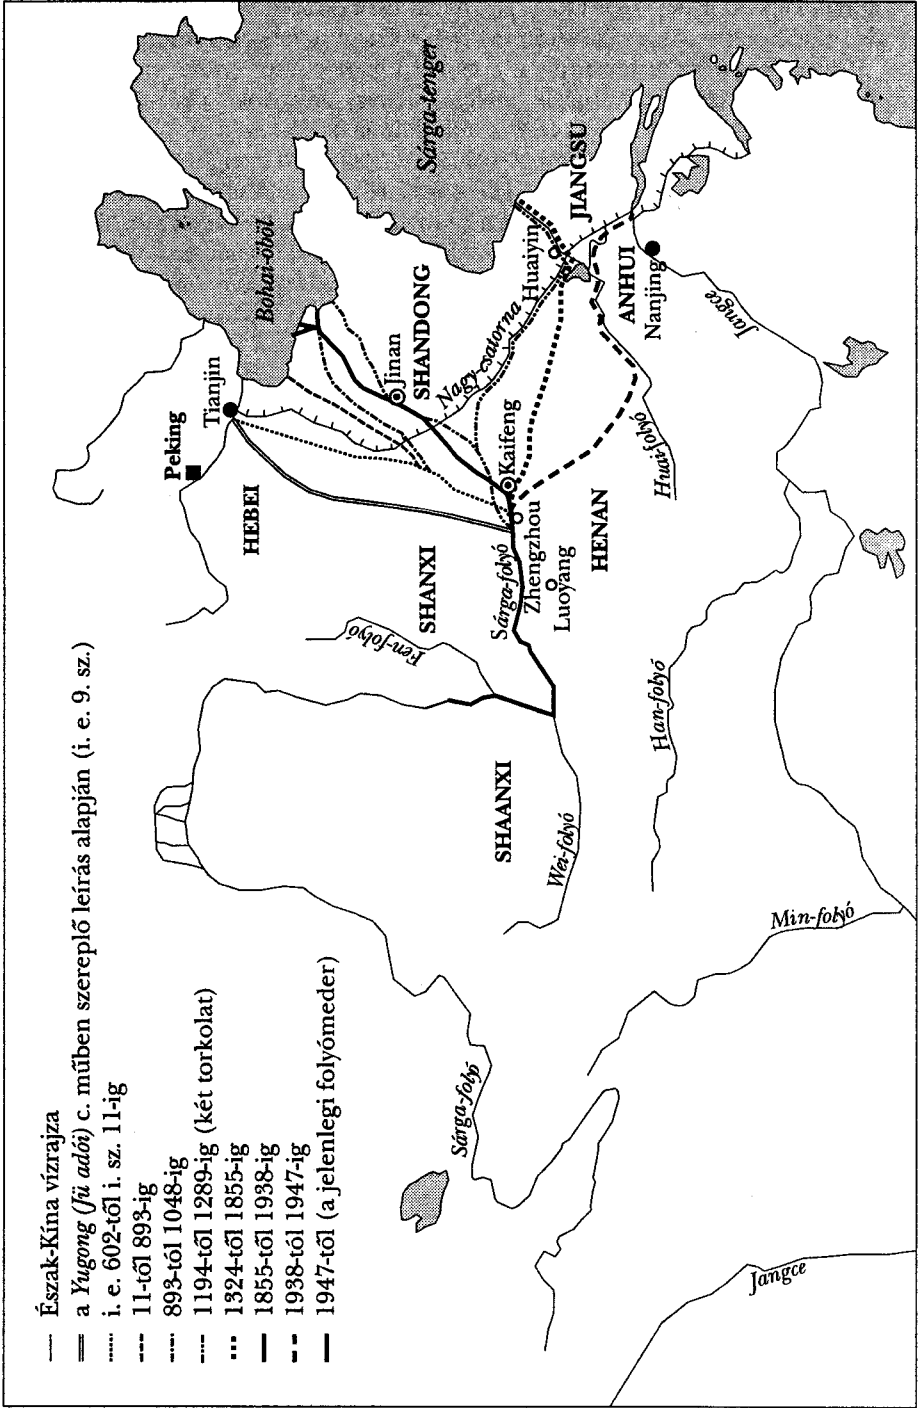 Észak-Kína vízrajza
a Yugong (Jü adói) c. műben szereplő leírás alapján (i. e. 9. sz.)
i. e. 602-től i. sz. 11-ig
11-től 893-ig
893-tól 1048-ig
1194-től 1289-ig (két torkolat)
1324-től 1855-ig
1855-től 1938-ig
1938-tól 1947-ig
1947-től (a jelenlegi folyómeder)
Peking
Tianjin
Bohai-öböl
Sárga-tenger
HEBEI
Jinan
SHANDONG
Nagy-csatorna
SHANXI
Fen-folyó
Kaifeng
Sárga-folyó
Zhengzhou
Luoyang
HENAN
Huaiyin
JIANGSU
ANHUI
Nanjing
Jangce
Huai-folyó
SHAANXI
Wei-folyó
Han-folyó
Min-folyó
Sárga-folyó
Jangce